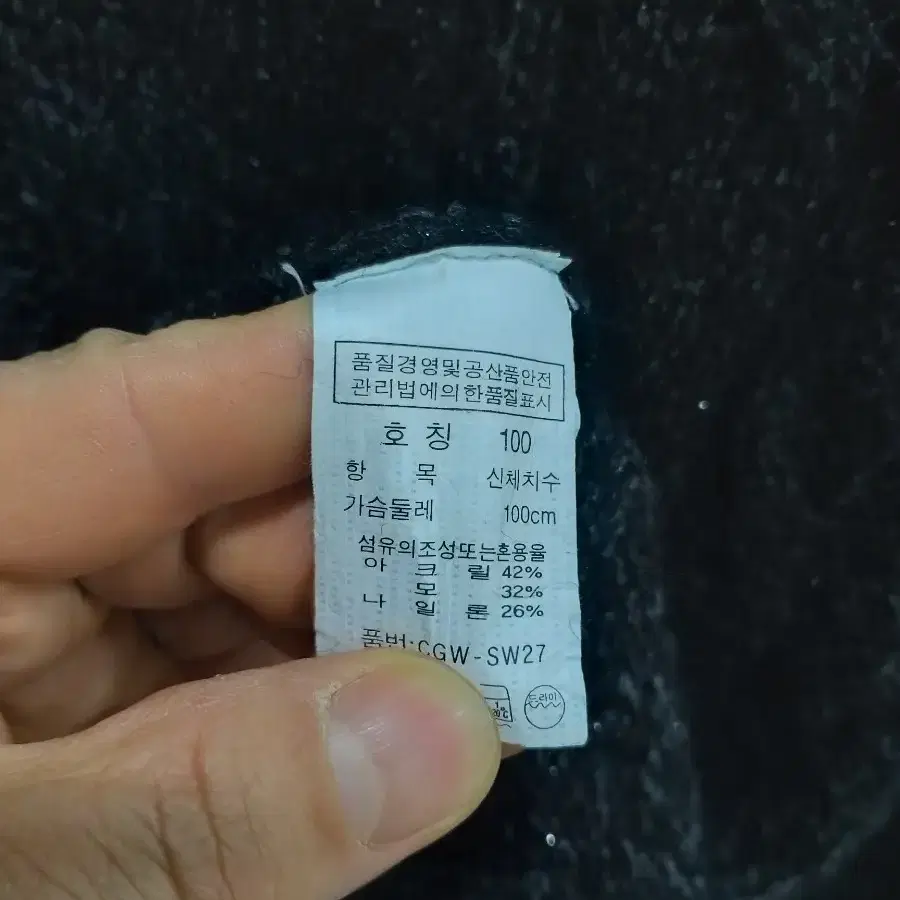 품질경영및공산품안전
관리법에의한품질표시
호 칭 100
항 목 신체치수
가슴둘레 100cm
섬유의조성또는혼용율
아 크 릴 42%
모 32%
나 일 론 26%
품번:CGW-SW27
드라이